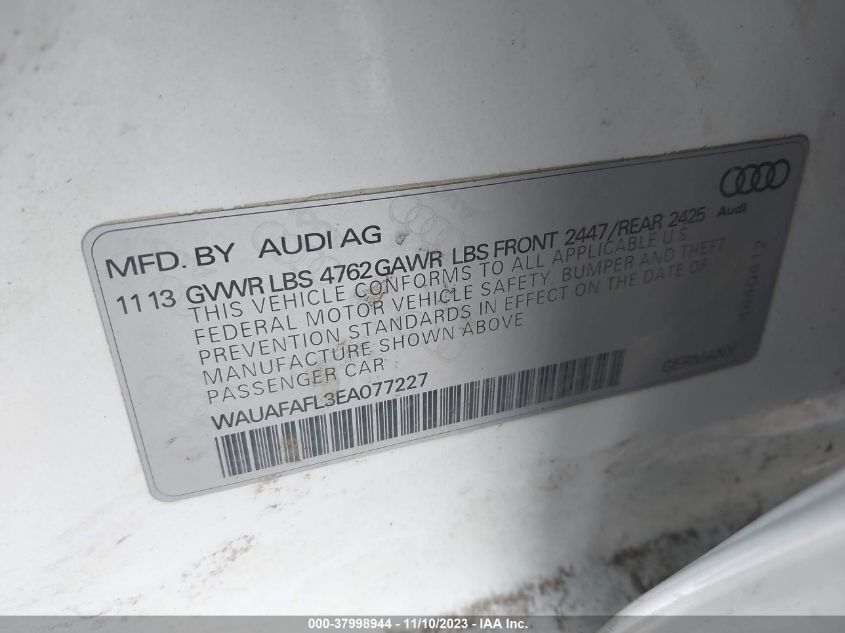 Audi
MFD. BY AUDI AG
11 13 GVWR LBS 4762 GAWR LBS FRONT 2447/REAR 2425
THIS VEHICLE CONFORMS TO ALL APPLICABLE U S
FEDERAL MOTOR VEHICLE SAFETY, BUMPER AND THEFT
PREVENTION STANDARDS IN EFFECT ON THE DATE OF
MANUFACTURE SHOWN ABOVE
PASSENGER CAR
WAUAFAFL3EA077227
GERMANY
000-37998944 - 11/10/2023 - IAA Inc.